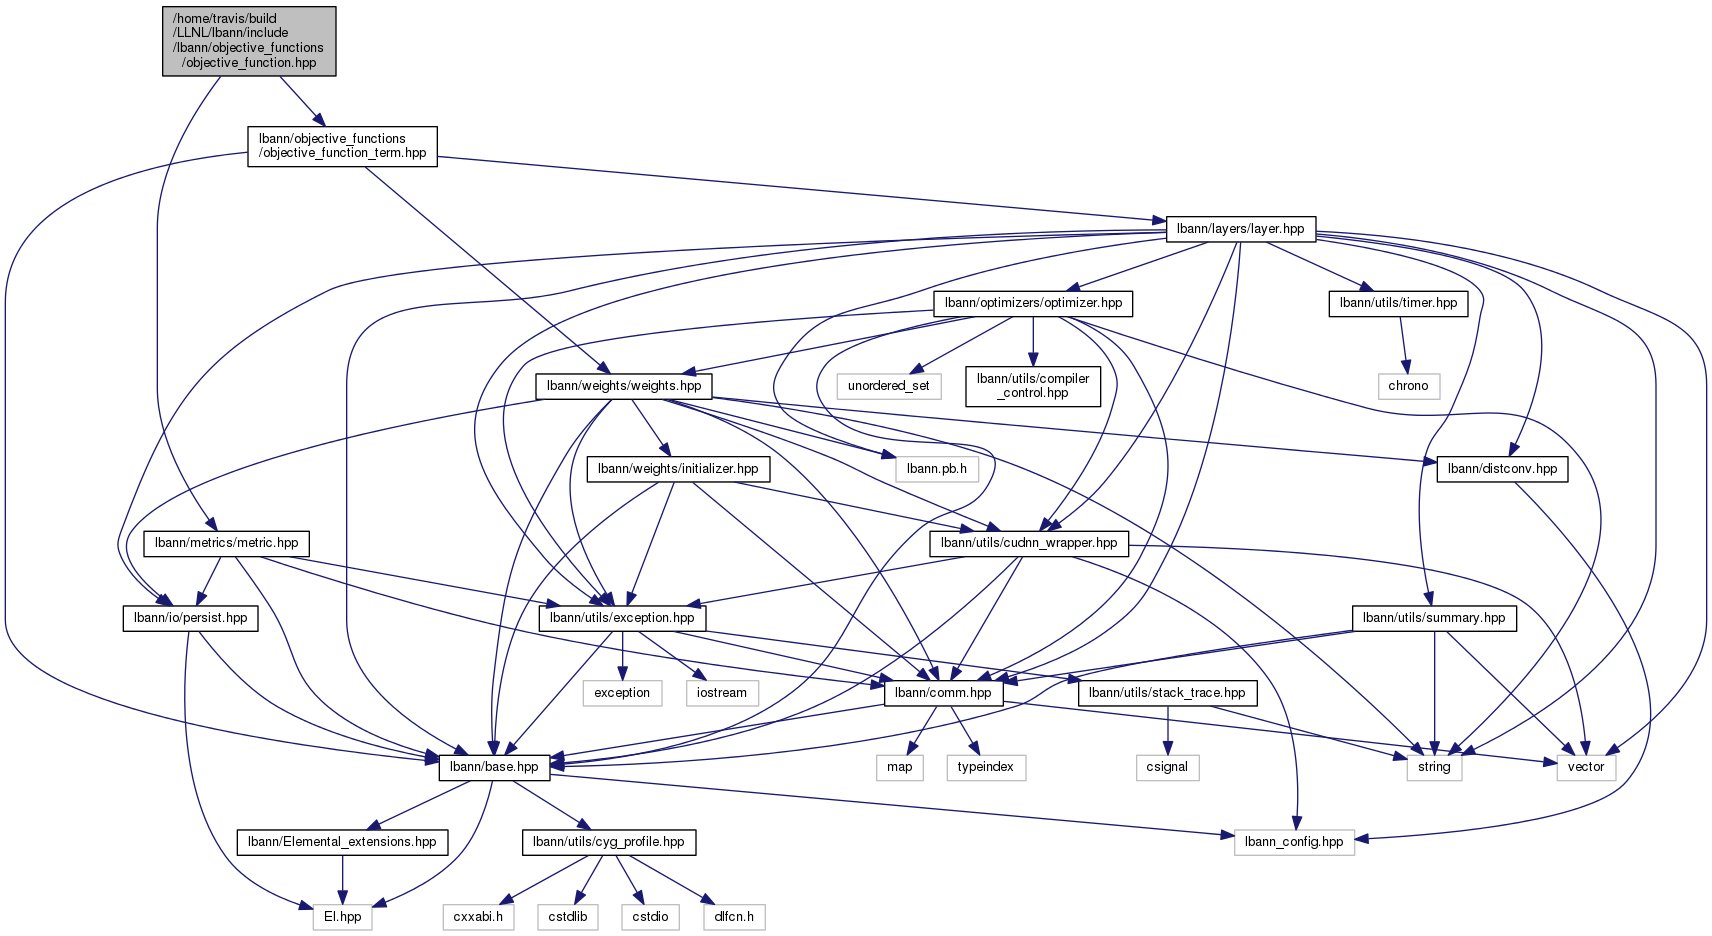 /home/travis/build
/LLNL/lbann/include
/lbann/objective_functions
/objective_function.hpp
lbann/objective_functions
/objective_function_term.hpp
lbann/layers/layer.hpp
lbann/optimizers/optimizer.hpp
lbann/utils/timer.hpp
lbann/weights/weights.hpp
unordered_set
lbann/utils/compiler
_control.hpp
chrono
lbann/weights/initializer.hpp
lbann.pb.h
lbann/distconv.hpp
lbann/metrics/metric.hpp
lbann/utils/cudnn_wrapper.hpp
lbann/io/persist.hpp
lbann/utils/exception.hpp
lbann/utils/summary.hpp
exception
iostream
lbann/comm.hpp
lbann/utils/stack_trace.hpp
lbann/base.hpp
map
typeindex
csignal
string
vector
lbann/Elemental_extensions.hpp
lbann/utils/cyg_profile.hpp
lbann_config.hpp
El.hpp
cxxabi.h
cstdlib
cstdio
dlfcn.h